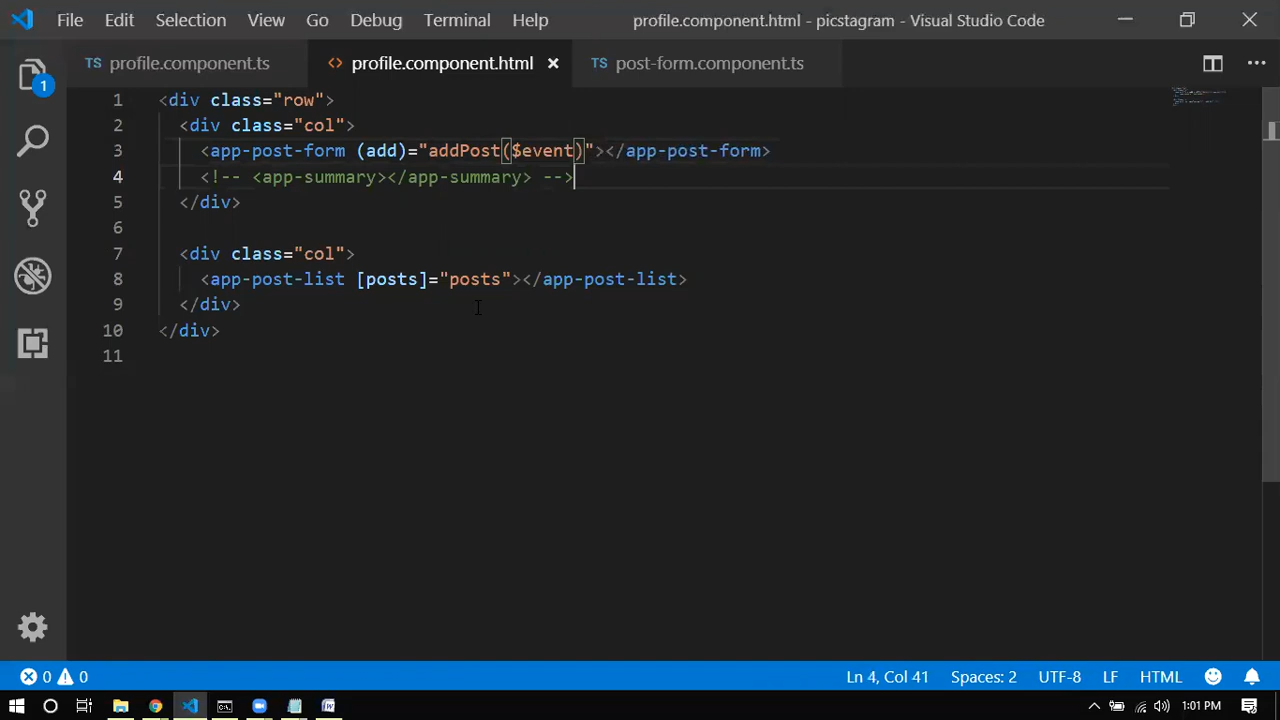 File Edit Selection View Go Debug Terminal Help profile.component.html - picstagram - Visual Studio Code
TS profile.component.ts <> profile.component.html × TS post-form.component.ts
1
1 <div class="row">
2 <div class="col">
3 <app-post-form (add)="addPost($event)"></app-post-form>
4 <!-- <app-summary></app-summary> -->
5 </div>
6
7 <div class="col">
8 <app-post-list [posts]="posts"></app-post-list>
9 </div>
10 </div>
11
0 0 Ln 4, Col 41 Spaces: 2 UTF-8 LF HTML
1:01 PM